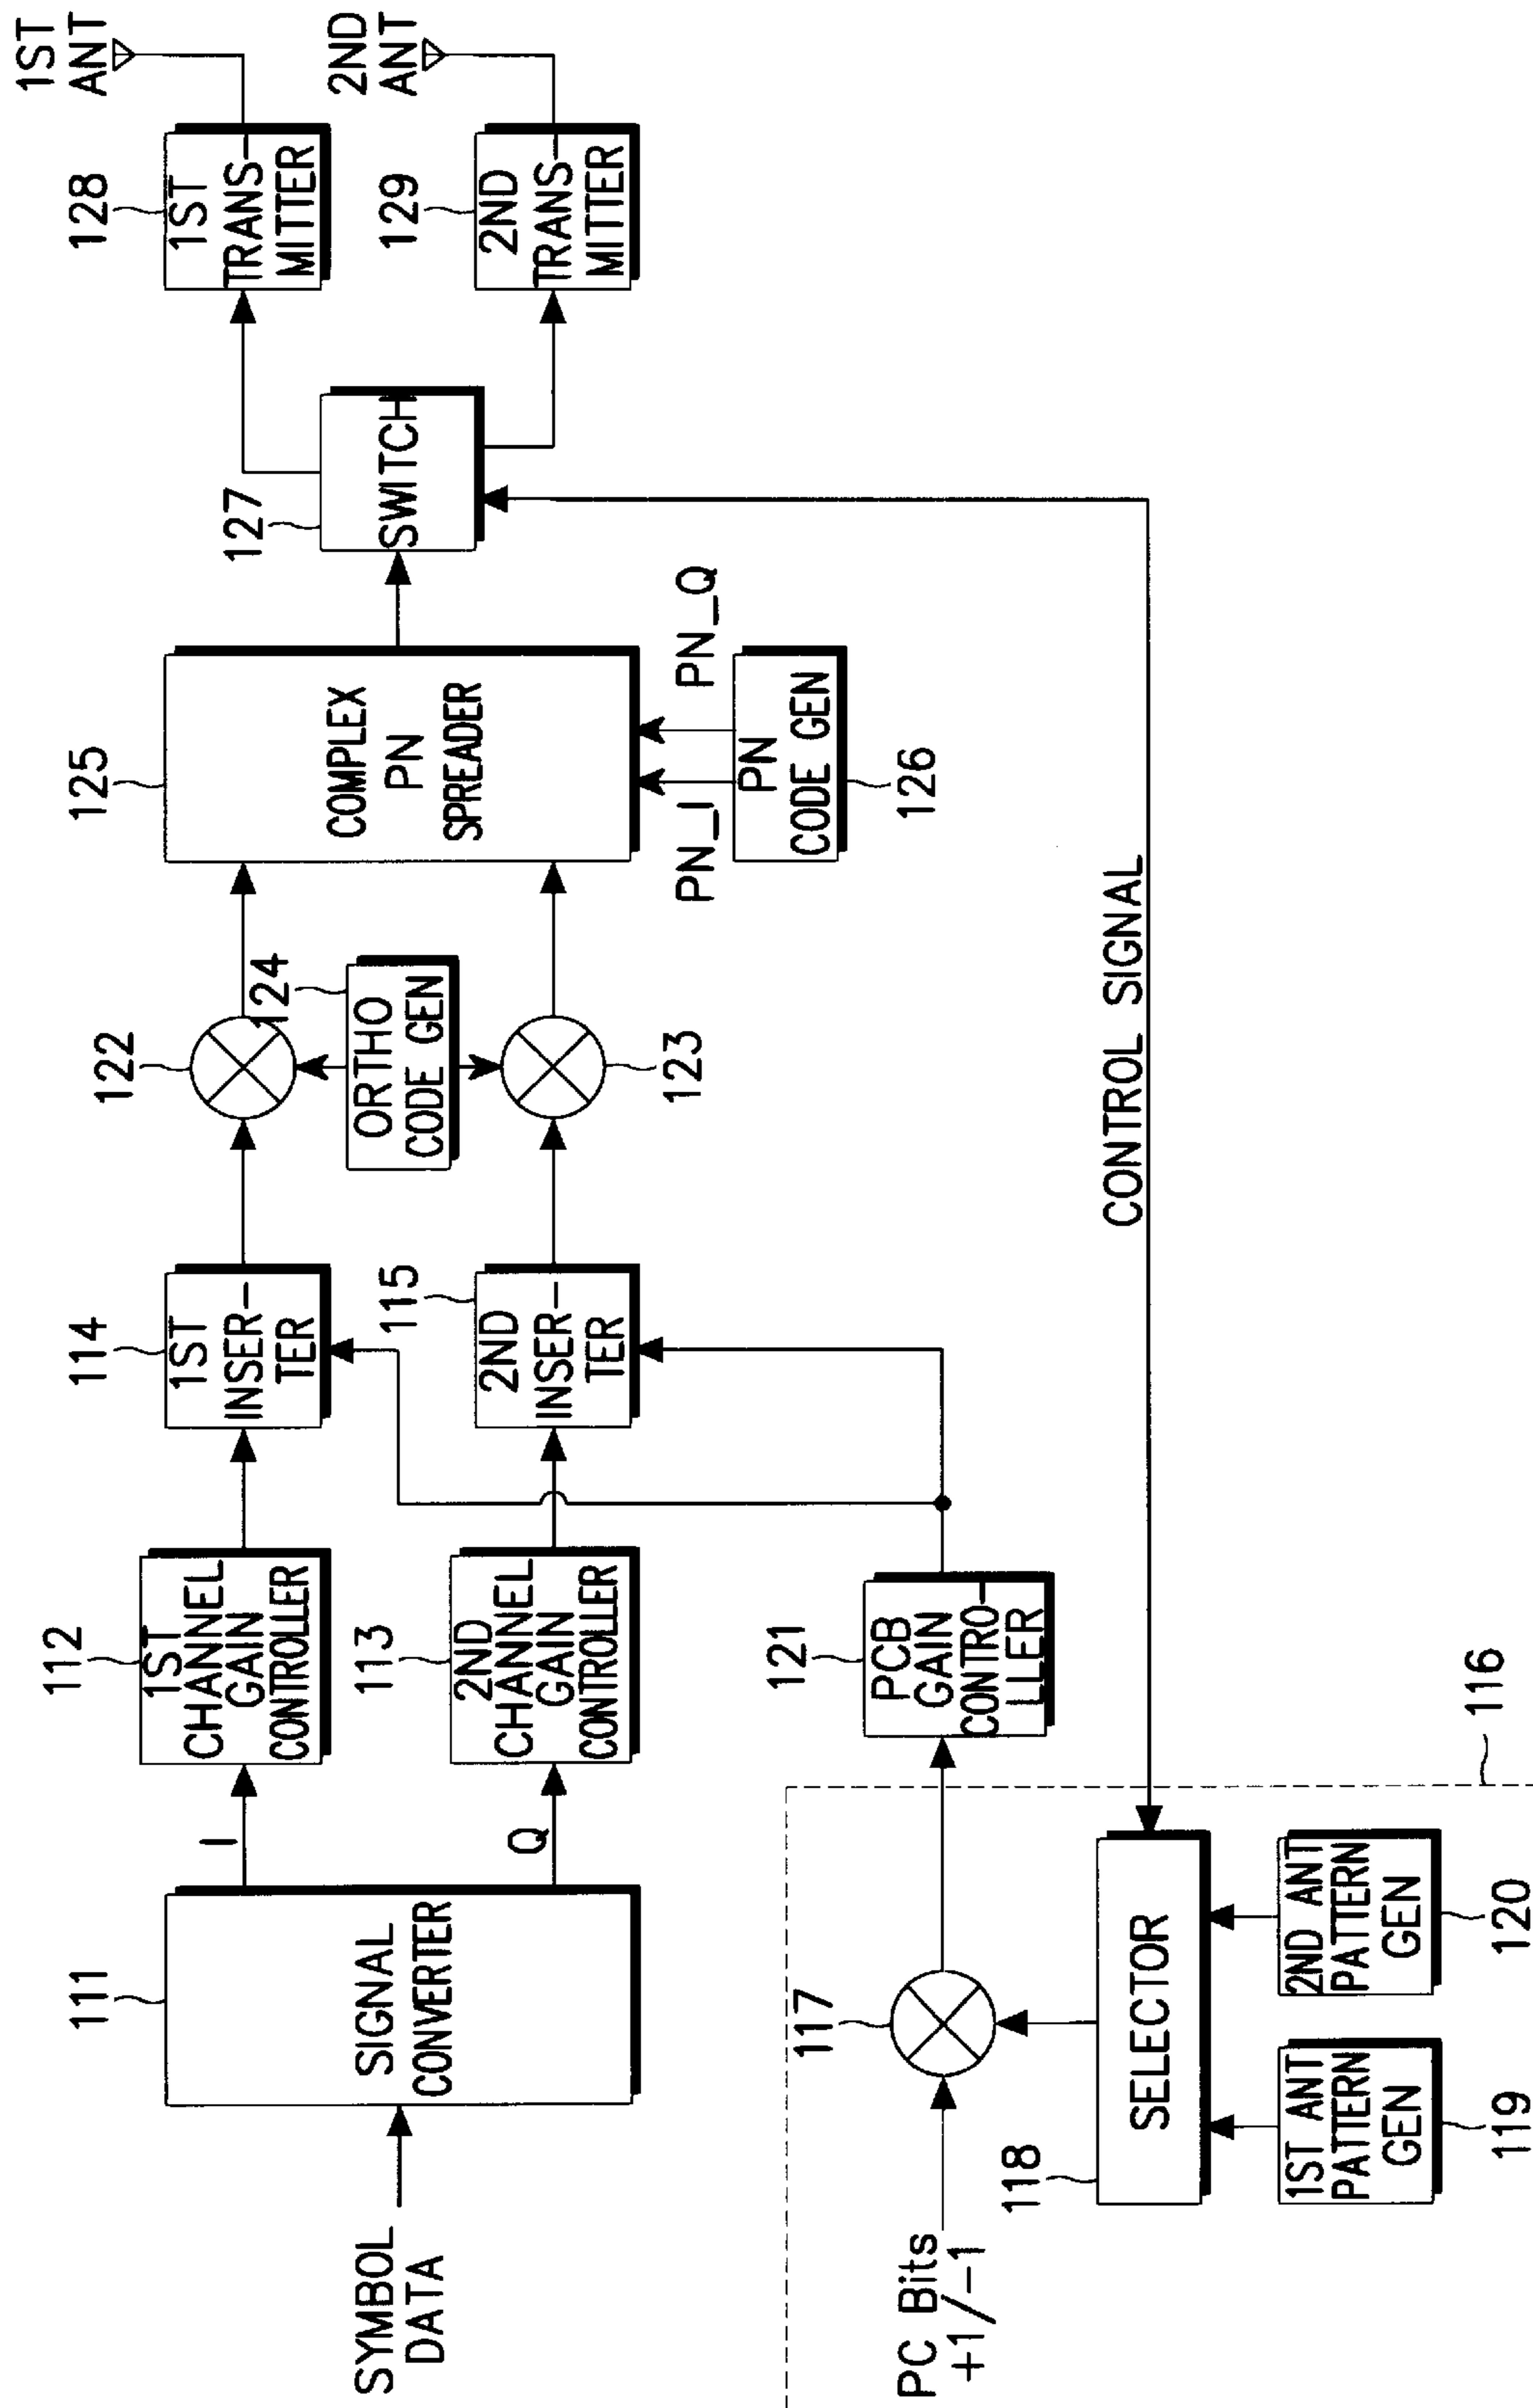 SYMBOL
DATA
111
SIGNAL
CONVERTER
I
Q
112
1ST
CHANNEL
GAIN
CONTROLLER
113
2ND
CHANNEL
GAIN
CONTROLLER
114
1ST
INSER-
TER
115
2ND
INSER-
TER
122
124
ORTHO
CODE GEN
123
125
COMPLEX
PN
SPREADER
PN_I
PN_Q
PN
CODE GEN
126
127
SWITCH
128
1ST
TRANS-
MITTER
129
2ND
TRANS-
MITTER
1ST
ANT
2ND
ANT
PC Bits
+1/-1
117
121
PCB
GAIN
CONTRO-
LLER
CONTROL SIGNAL
118
SELECTOR
1ST ANT
PATTERN
GEN
119
2ND ANT
PATTERN
GEN
120
116